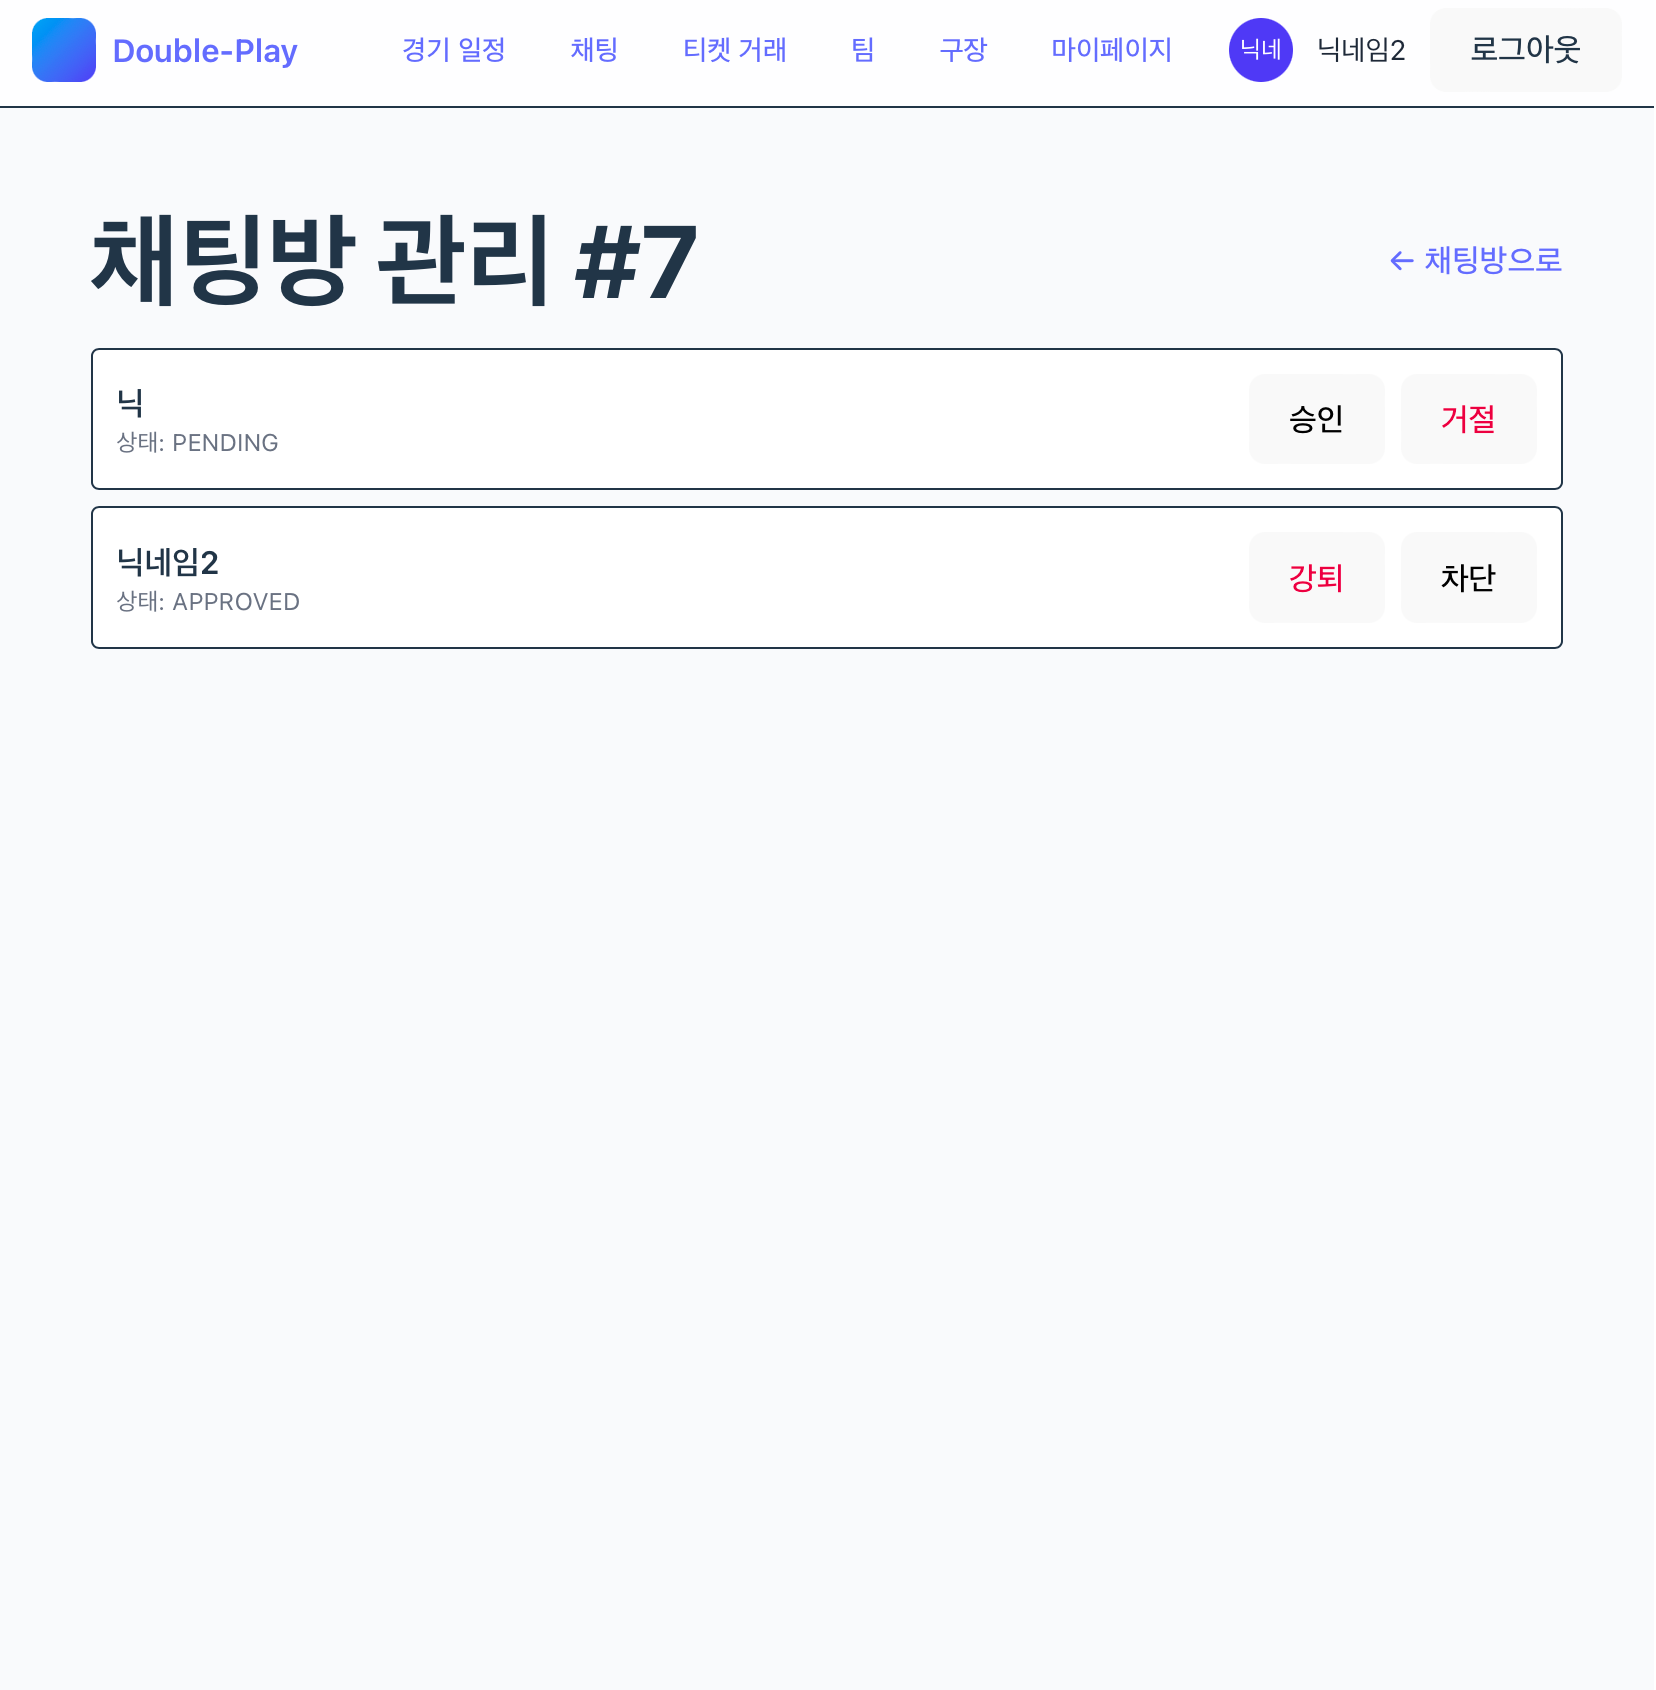 Double-Play 경기 일정 채팅 티켓 거래 팀 구장 마이페이지 닉네 닉네임2 로그아웃
채팅방 관리 #7 ← 채팅방으로
닉
상태: PENDING
승인 거절
닉네임2
상태: APPROVED
강퇴 차단